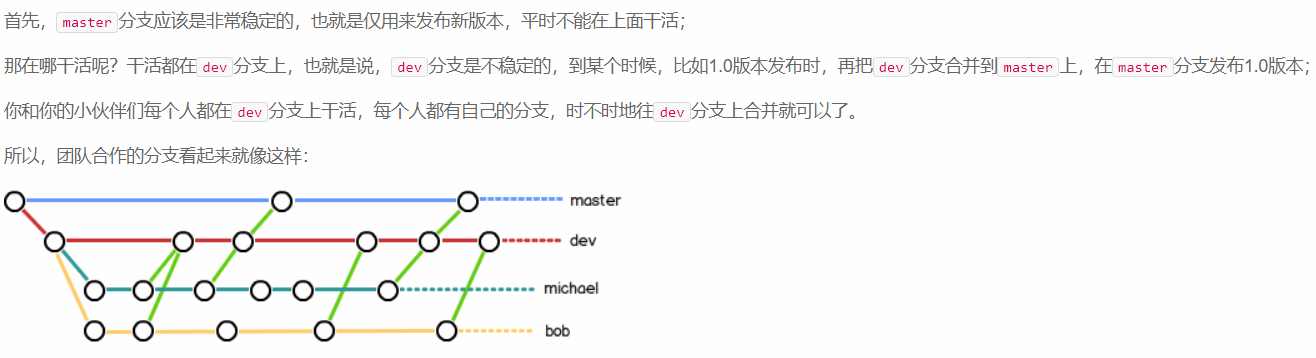 首先，master分支应该是非常稳定的，也就是仅用来发布新版本，平时不能在上面干活；
那在哪干活呢？干活都在dev分支上，也就是说，dev分支是不稳定的，到某个时候，比如1.0版本发布时，再把dev分支合并到master上，在master分支发布1.0版本；
你和你的小伙伴们每个人都在dev分支上干活，每个人都有自己的分支，时不时地往dev分支上合并就可以了。
所以，团队合作的分支看起来就像这样：
master
dev
michael
bob